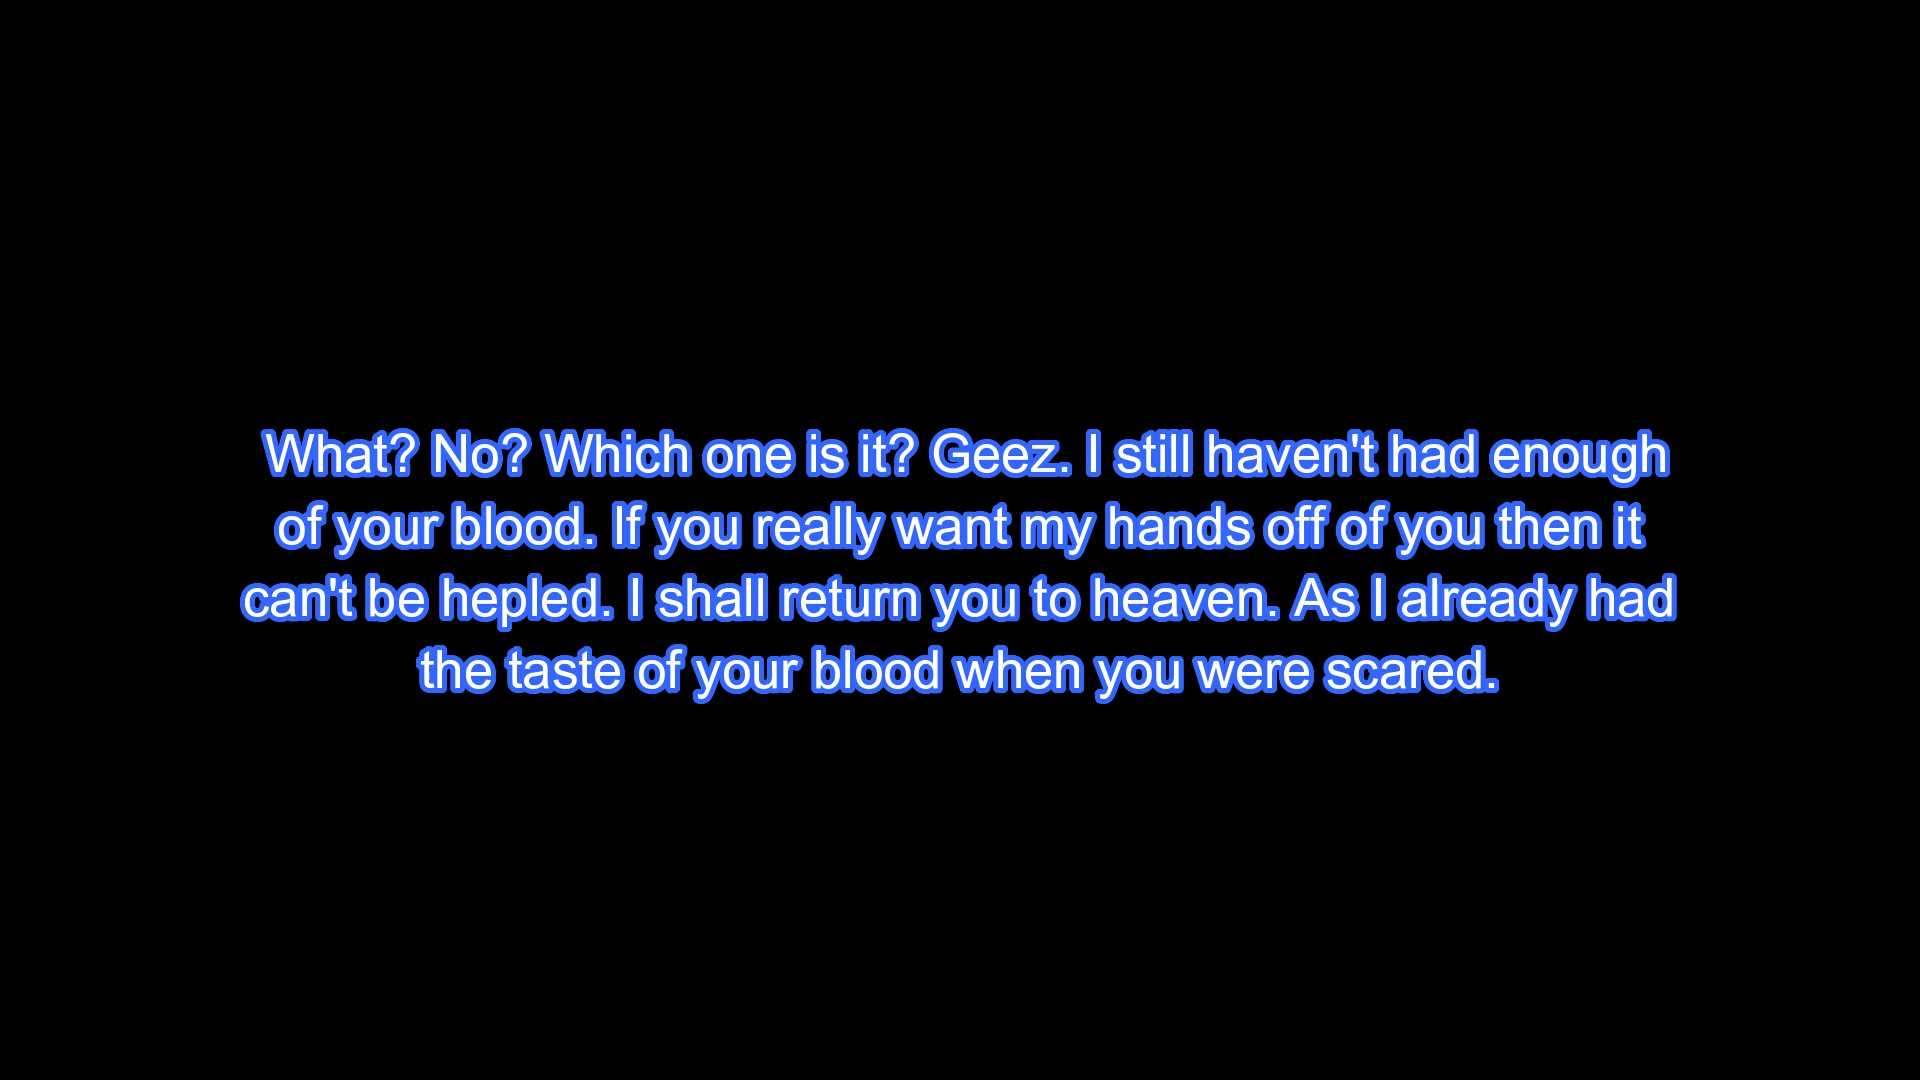 What? No? Which one is it? Geez. I still haven't had enough
of your blood. If you really want my hands off of you then it
can't be hepled. I shall return you to heaven. As I already had
the taste of your blood when you were scared.